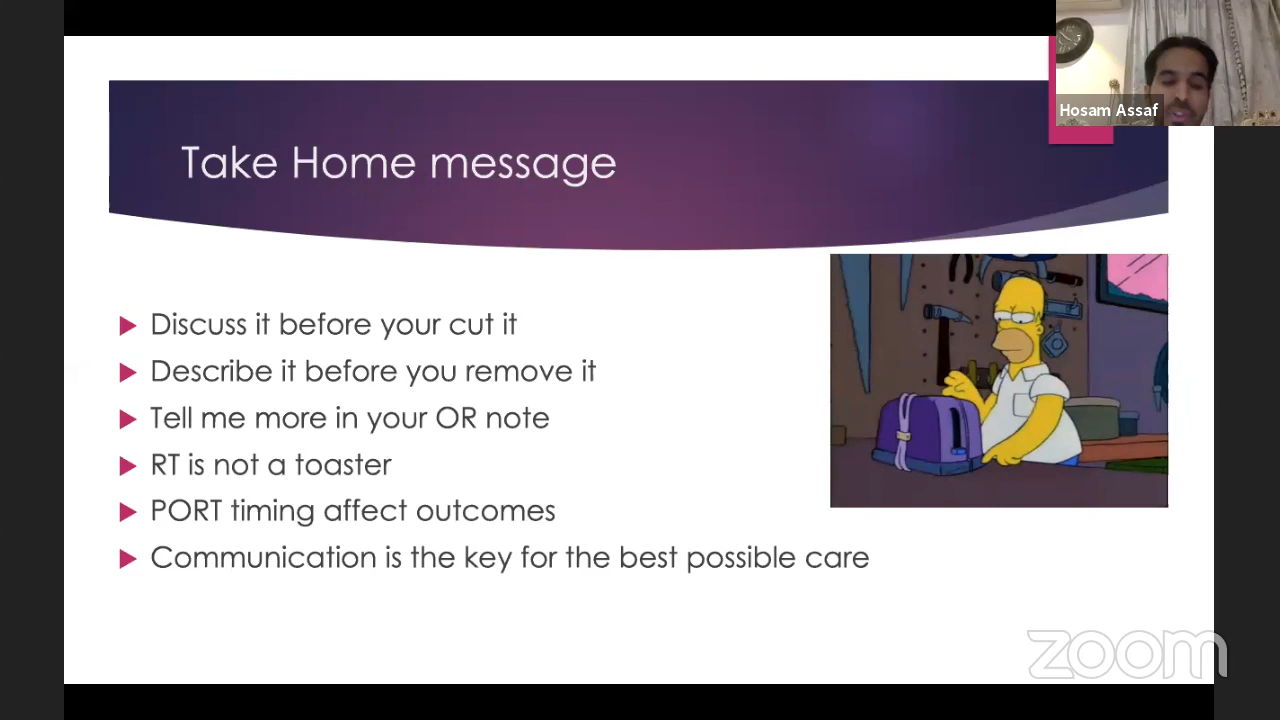 Hosam Assaf
Take Home message
Discuss it before your cut it
Describe it before you remove it
Tell me more in your OR note
RT is not a toaster
PORT timing affect outcomes
Communication is the key for the best possible care
zoom